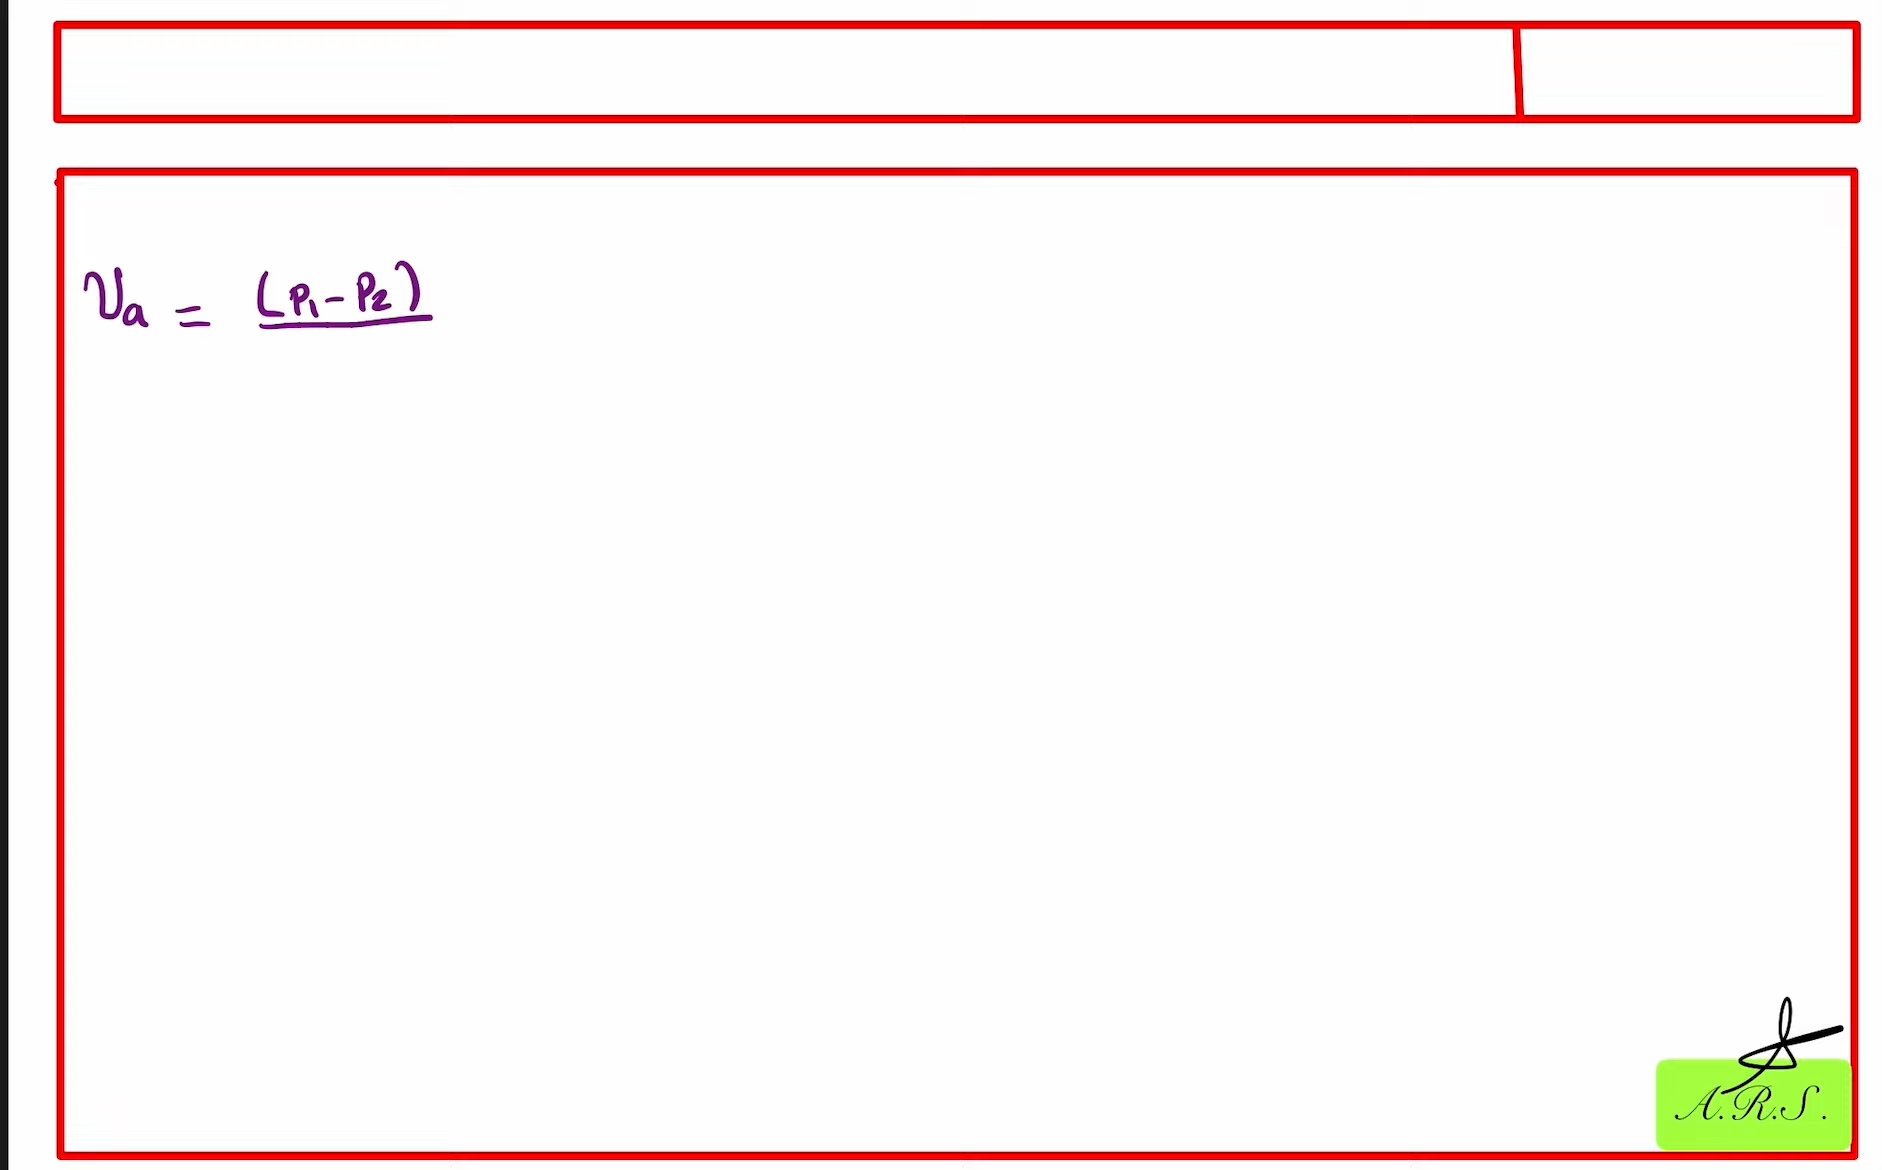 Va = (P₁ - P₂)
A.R.S.